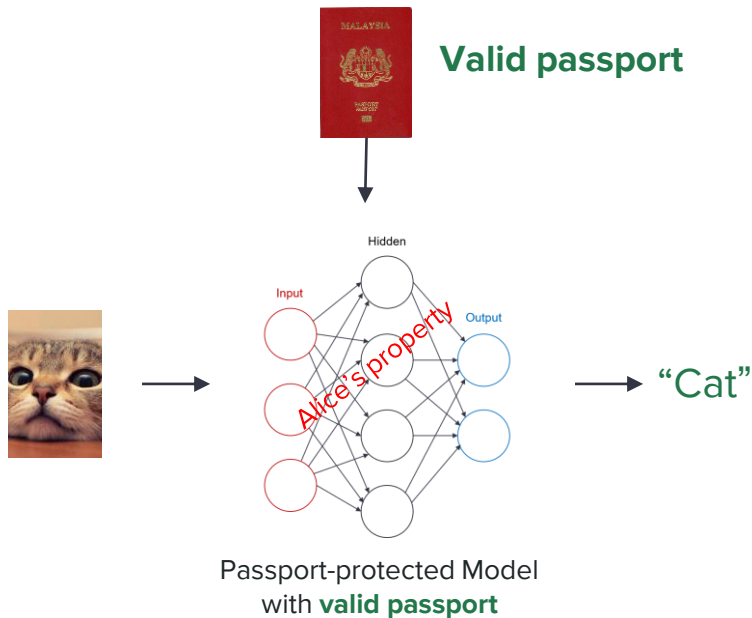 MALAYSIA
Valid passport
Hidden
Input
Output
Alice's property
“Cat”
Passport-protected Model
with valid passport